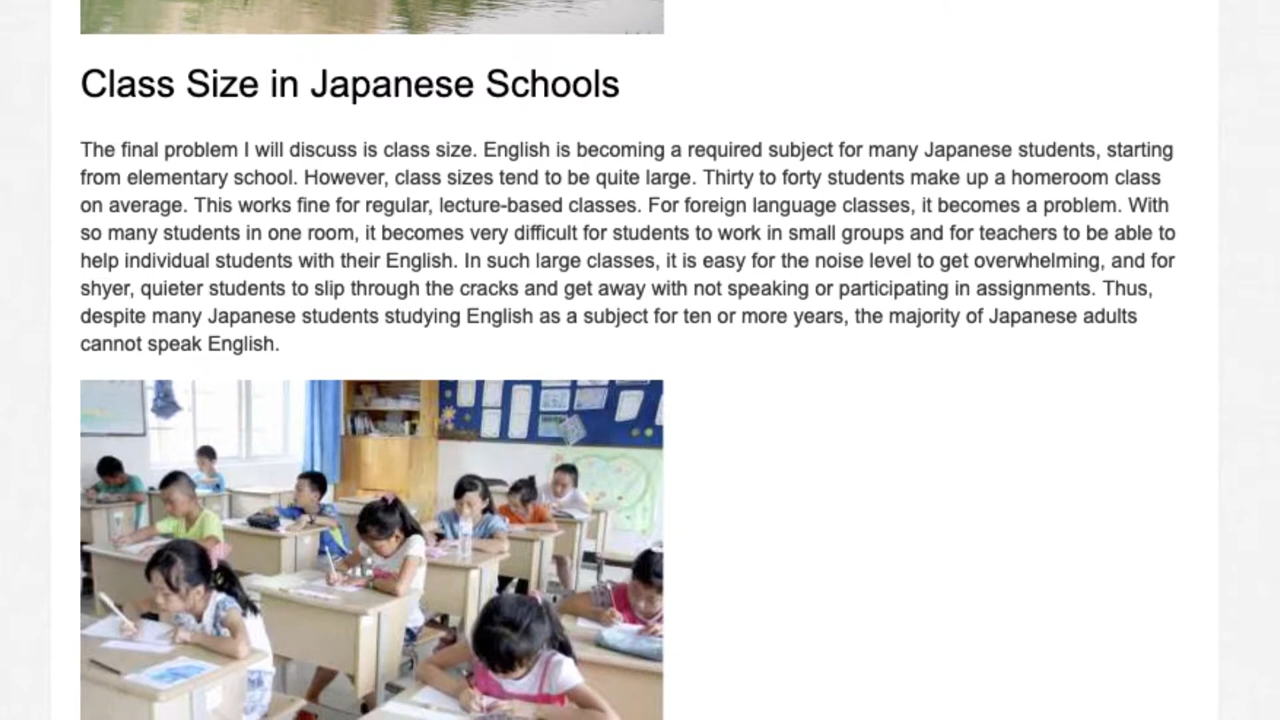 Class Size in Japanese Schools
The final problem I will discuss is class size. English is becoming a required subject for many Japanese students, starting
from elementary school. However, class sizes tend to be quite large. Thirty to forty students make up a homeroom class
on average. This works fine for regular, lecture-based classes. For foreign language classes, it becomes a problem. With
so many students in one room, it becomes very difficult for students to work in small groups and for teachers to be able to
help individual students with their English. In such large classes, it is easy for the noise level to get overwhelming, and for
shyer, quieter students to slip through the cracks and get away with not speaking or participating in assignments. Thus,
despite many Japanese students studying English as a subject for ten or more years, the majority of Japanese adults
cannot speak English.